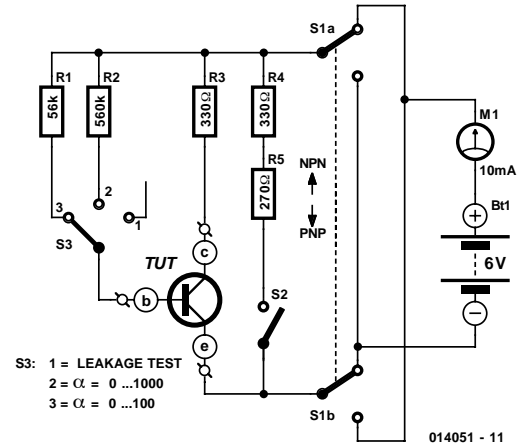 S1a
R1
R2
R3
R4
56k
560k
330Ω
330Ω
M1
10mA
R5
270Ω
NPN
PNP
Bt1
+
6V
−
2
3
1
S3
TUT
c
b
e
S2
S3: 1 = LEAKAGE TEST
2 = α = 0 ...1000
3 = α = 0 ...100
S1b
014051 - 11